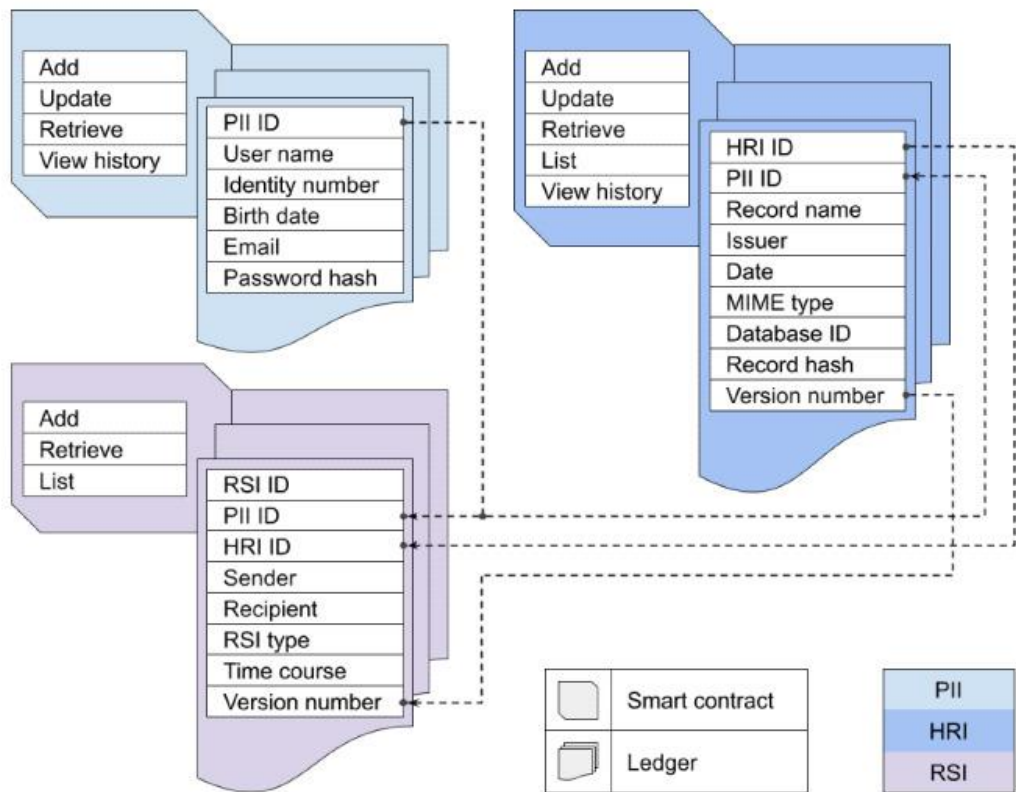 Add
Update
Retrieve
View history
PII ID
User name
Identity number
Birth date
Email
Password hash
Add
Update
Retrieve
List
View history
HRI ID
PII ID
Record name
Issuer
Date
MIME type
Database ID
Record hash
Version number
Add
Retrieve
List
RSI ID
PII ID
HRI ID
Sender
Recipient
RSI type
Time course
Version number
Smart contract
Ledger
PII
HRI
RSI